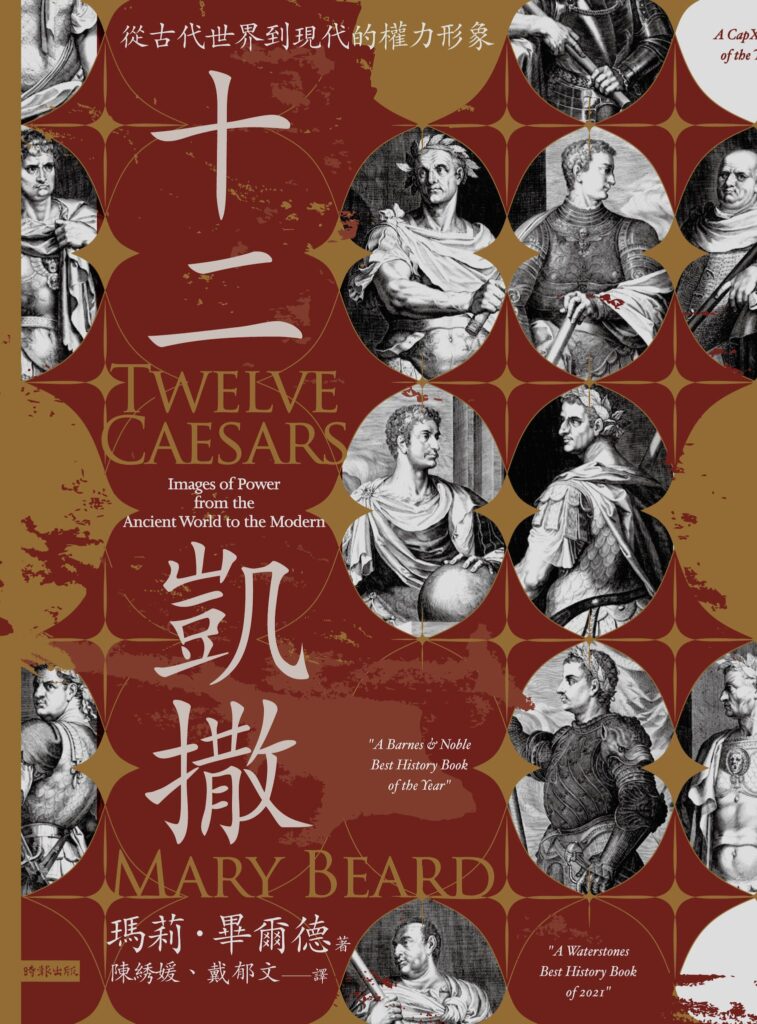 從古代世界到現代的權力形象
十二
TWELVE
CAESARS
Images of Power
from the
Ancient World to the Modern
凱撒
MARY BEARD
瑪莉・畢爾德 著
陳綉媛、戴郁文——譯
時報出版
A CapX
of the
"A Barnes & Noble
Best History Book
of the Year"
"A Waterstones
Best History Book
of 2021"